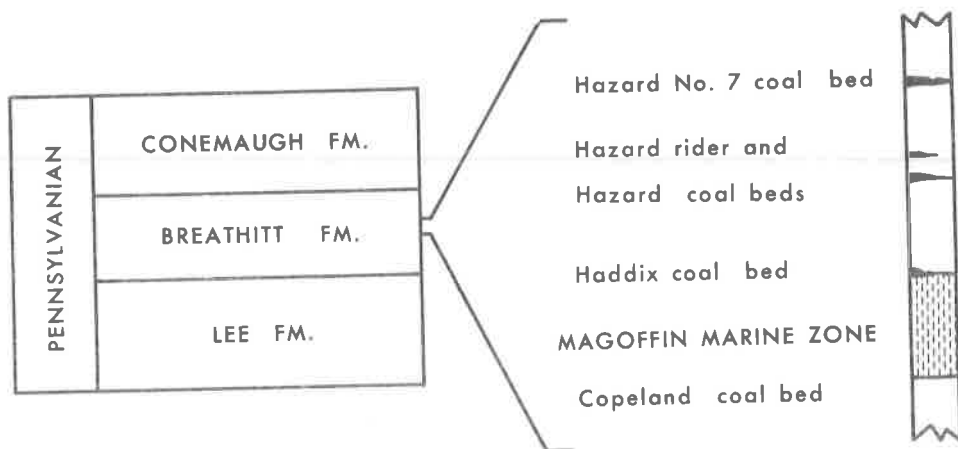 PENNSYLVANIAN
CONEMAUGH FM.
BREATHITT FM.
LEE FM.
Hazard No. 7 coal bed
Hazard rider and
Hazard coal beds
Haddix coal bed
MAGOFFIN MARINE ZONE
Copeland coal bed